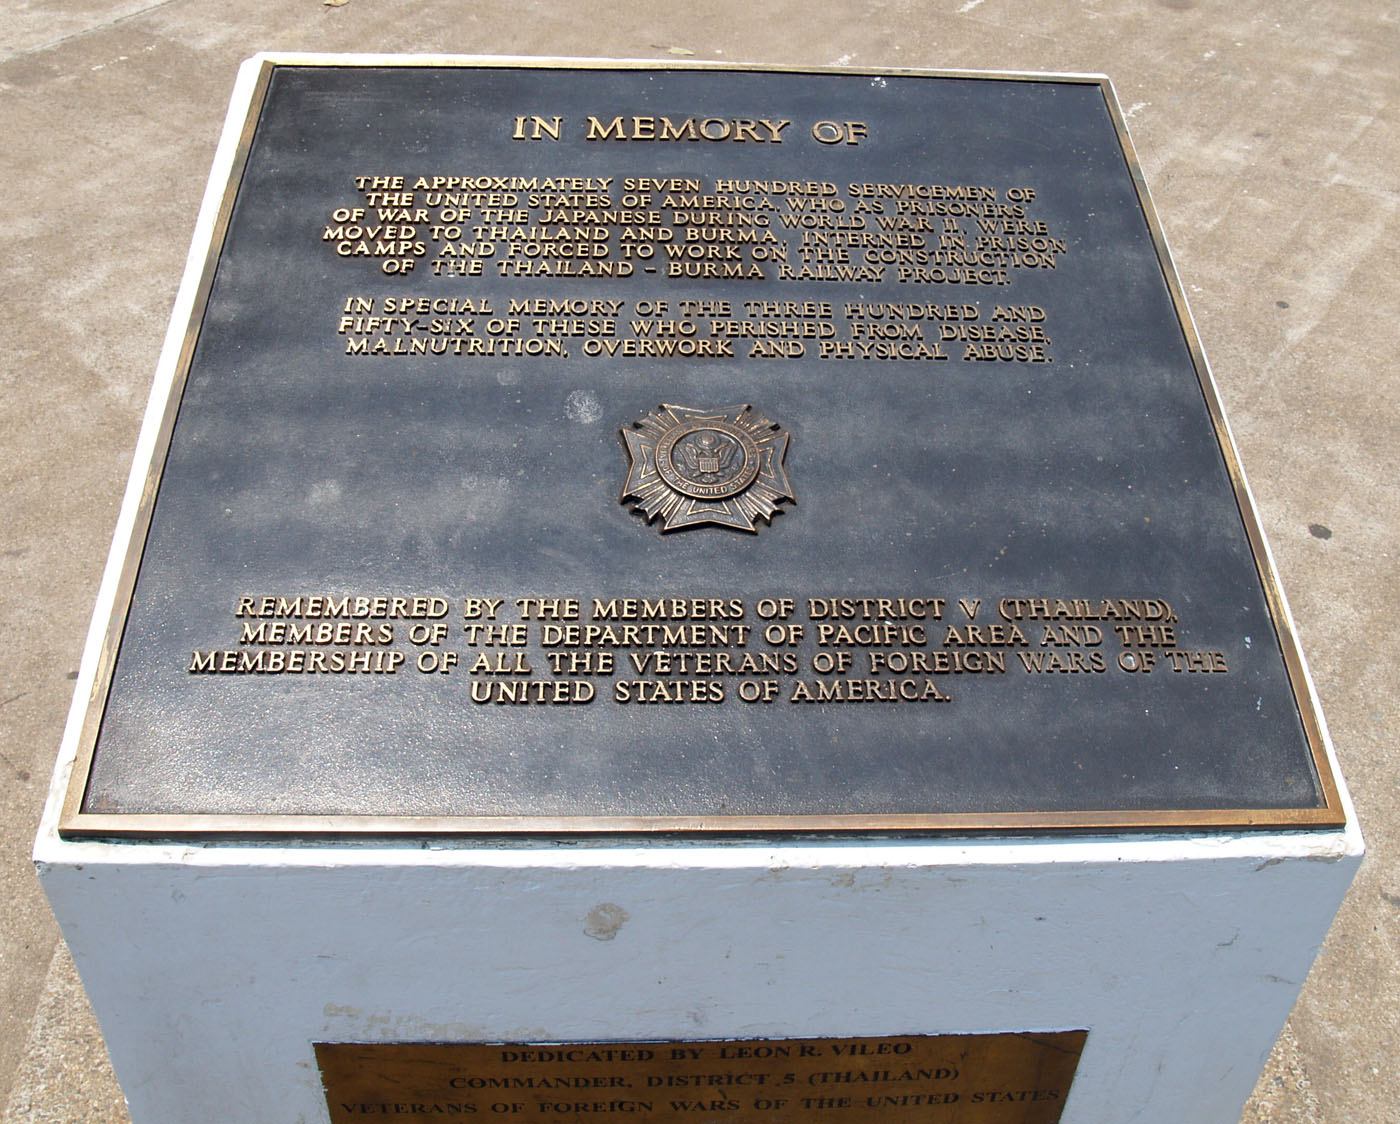 IN MEMORY OF
THE APPROXIMATELY SEVEN HUNDRED SERVICEMEN OF
THE UNITED STATES OF AMERICA, WHO AS PRISONERS
OF WAR OF THE JAPANESE DURING WORLD WAR II, WERE
MOVED TO THAILAND AND BURMA, INTERNED IN PRISON
CAMPS AND FORCED TO WORK ON THE CONSTRUCTION
OF THE THAILAND - BURMA RAILWAY PROJECT.
IN SPECIAL MEMORY OF THE THREE HUNDRED AND
FIFTY-SIX OF THESE WHO PERISHED FROM DISEASE,
MALNUTRITION, OVERWORK AND PHYSICAL ABUSE.
OF THE UNITED STATES
REMEMBERED BY THE MEMBERS OF DISTRICT V (THAILAND),
MEMBERS OF THE DEPARTMENT OF PACIFIC AREA AND THE
MEMBERSHIP OF ALL THE VETERANS OF FOREIGN WARS OF THE
UNITED STATES OF AMERICA.
DEDICATED BY LEON R. VILEO
COMMANDER, DISTRICT 5 (THAILAND)
VETERANS OF FOREIGN WARS OF THE UNITED STATES